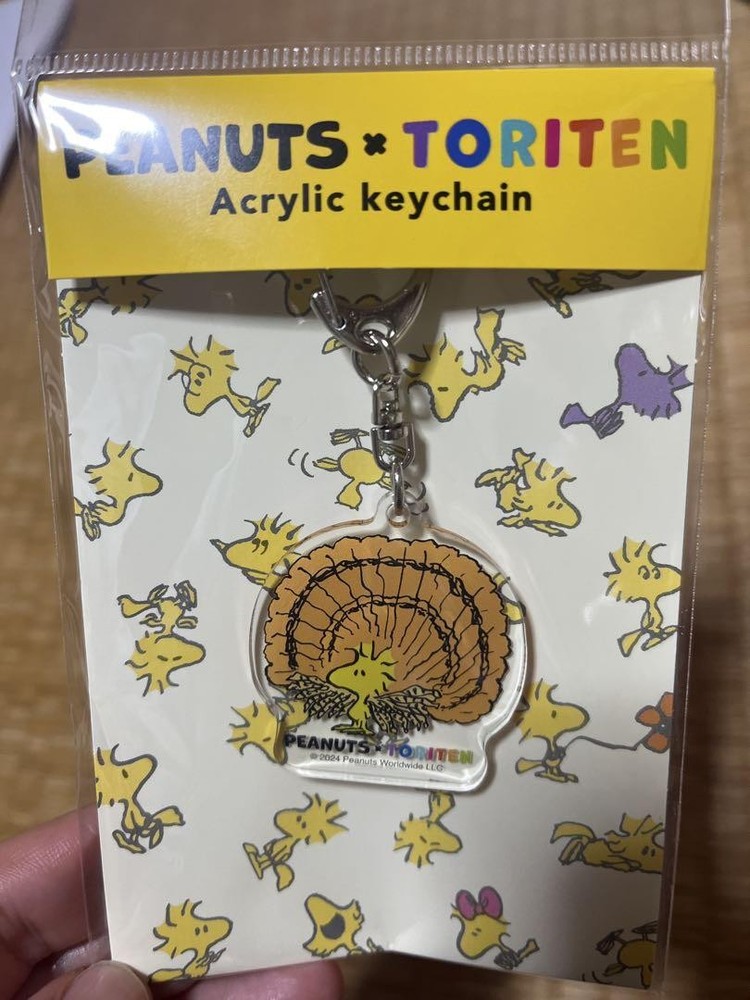 PEANUTS × TORITEN
Acrylic keychain
PEANUTS × TORITEN
© 2024 Peanuts Worldwide LLC